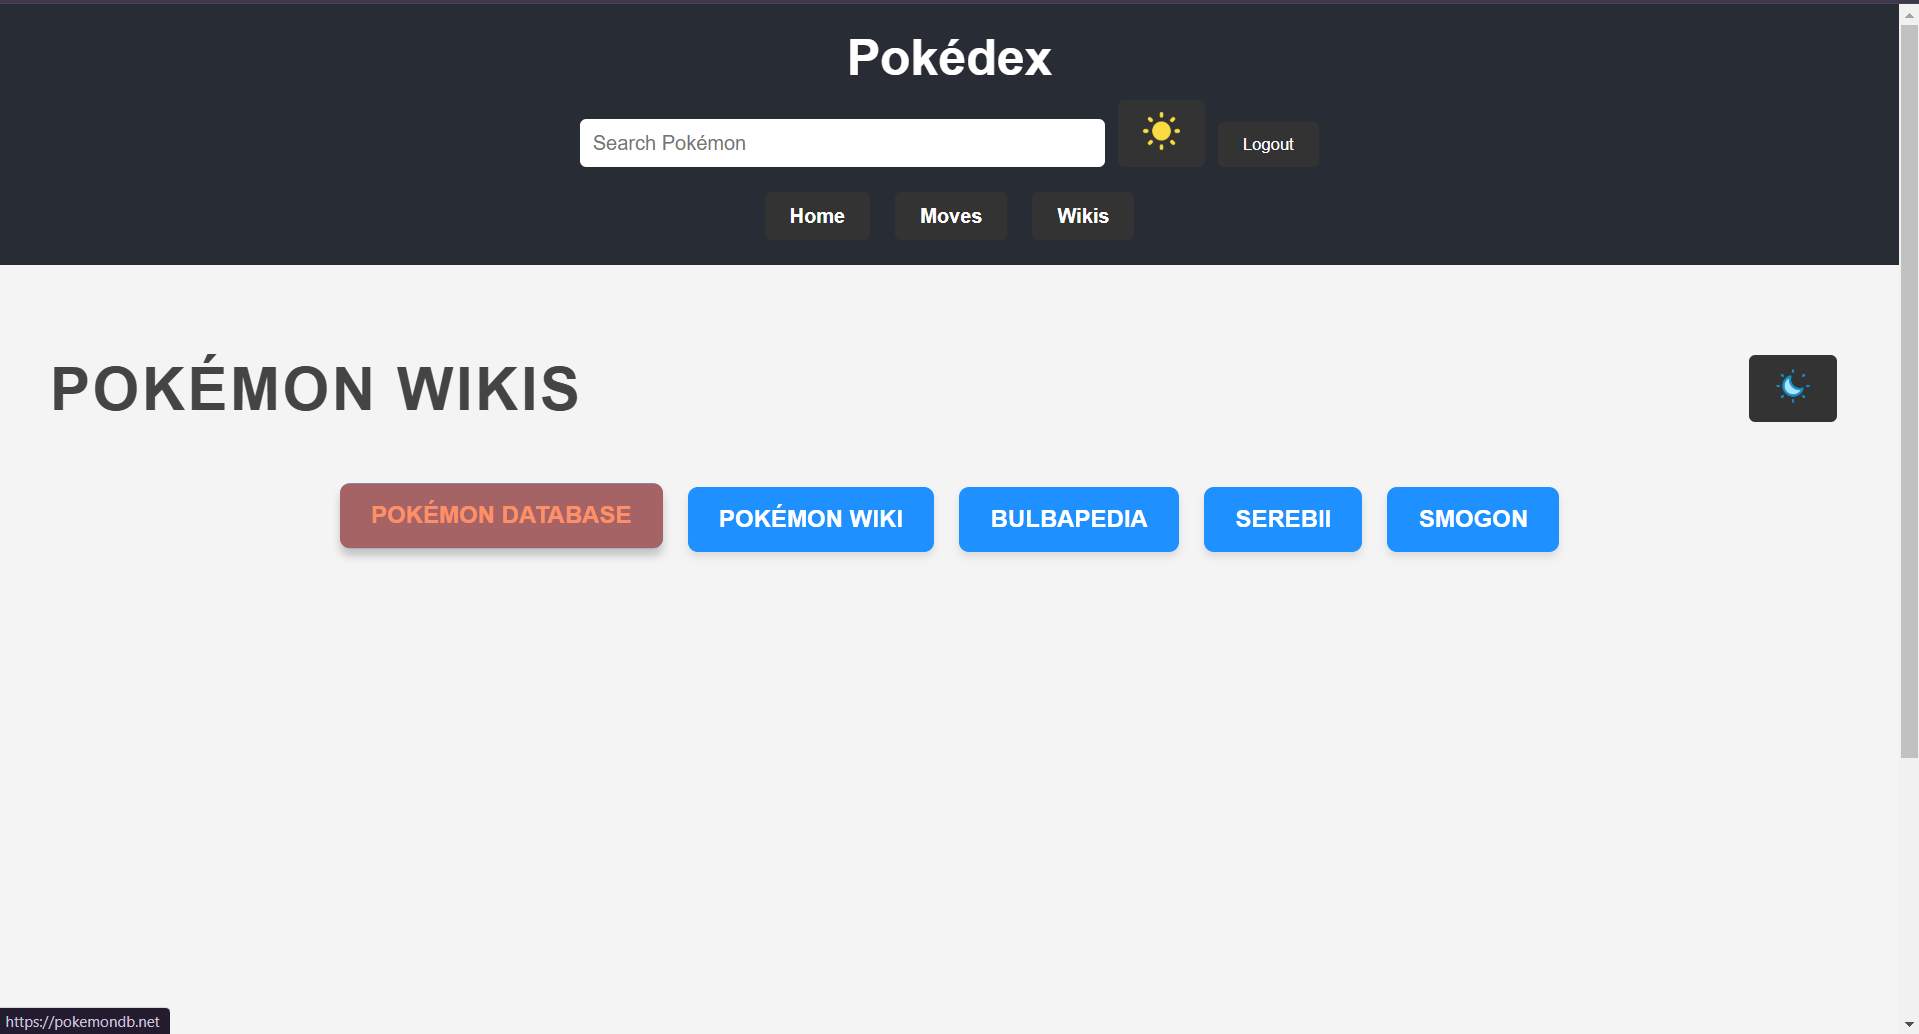 Pokédex
Search Pokémon
Logout
Home Moves Wikis
POKÉMON WIKIS
POKÉMON DATABASE POKÉMON WIKI BULBAPEDIA SEREBII SMOGON
https://pokemondb.net